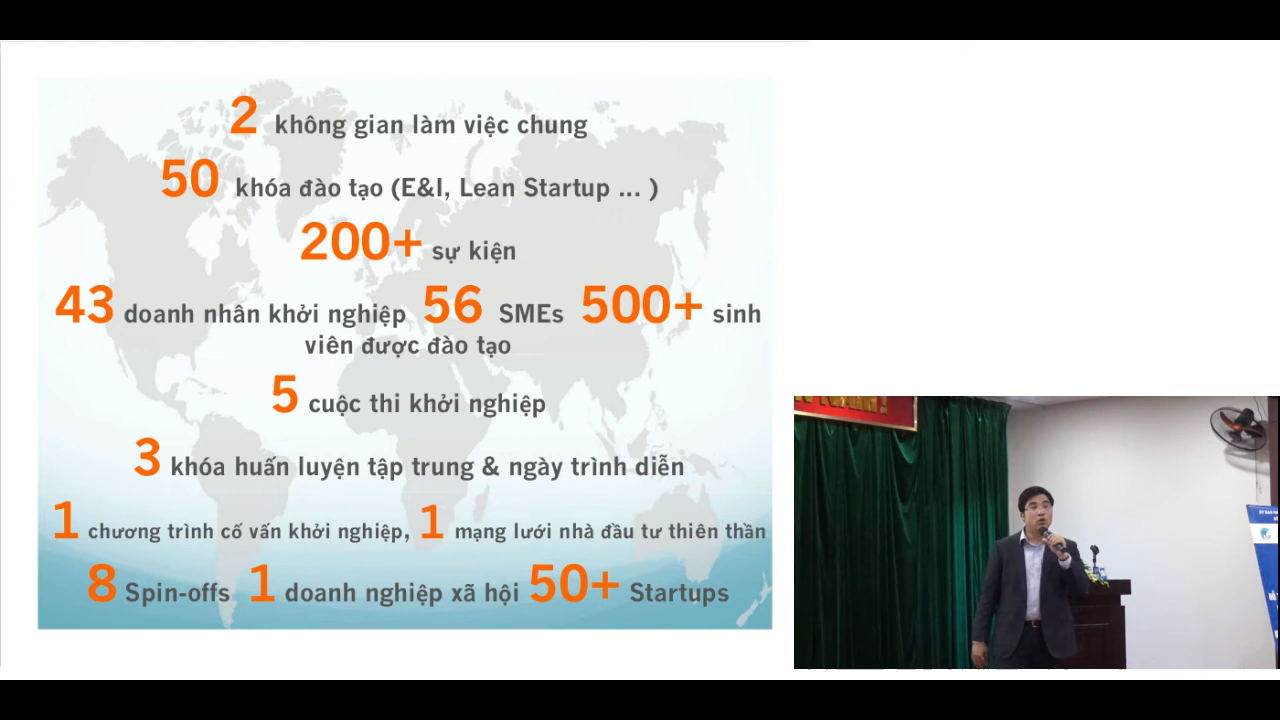 2 không gian làm việc chung
50 khóa đào tạo (E&I, Lean Startup ... )
200+ sự kiện
43 doanh nhân khởi nghiệp 56 SMEs 500+ sinh
viên được đào tạo
5 cuộc thi khởi nghiệp
3 khóa huấn luyện tập trung & ngày trình diễn
1 chương trình cố vấn khởi nghiệp, 1 mạng lưới nhà đầu tư thiên thần
8 Spin-offs 1 doanh nghiệp xã hội 50+ Startups